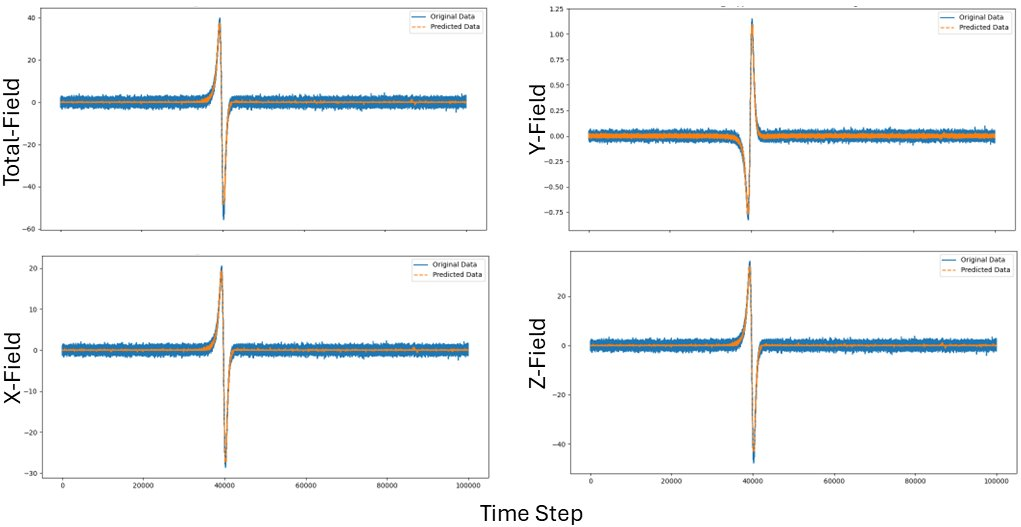 Total-Field
40
20
0
−20
−40
−60
Original Data
Predicted Data
Y-Field
1.25
1.00
0.75
0.50
0.25
0.00
−0.25
−0.50
−0.75
Original Data
Predicted Data
X-Field
20
10
0
−10
−20
−30
Original Data
Predicted Data
0 20000 40000 60000 80000 100000
Z-Field
20
0
−20
−40
Original Data
Predicted Data
0 20000 40000 60000 80000 100000
Time Step